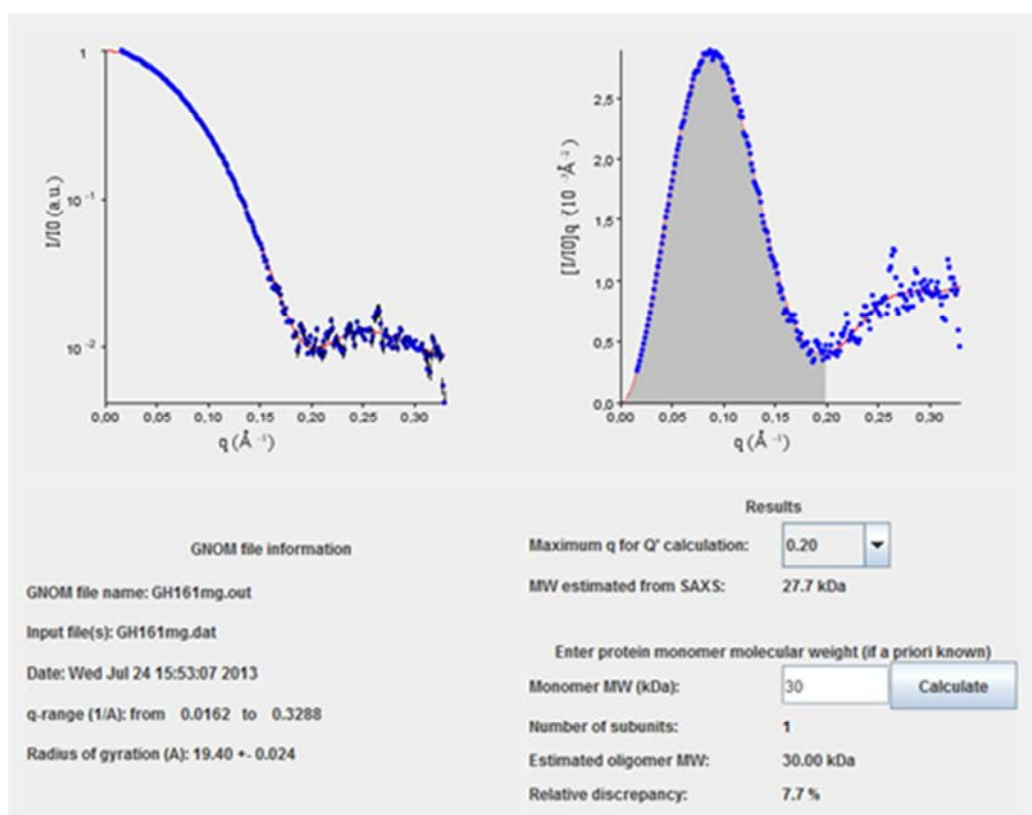 1
10 -1
10 -2
I/I0 (a.u.)
0,00 0,05 0,10 0,15 0,20 0,25 0,30
q (Å -1)
2,5
2,0
1,5
1,0
0,5
0,0
[I/I0]q (10 -3Å -2)
0,00 0,05 0,10 0,15 0,20 0,25 0,30
q (Å -1)
GNOM file information
GNOM file name: GH161mg.out
Input file(s): GH161mg.dat
Date: Wed Jul 24 15:53:07 2013
q-range (1/A): from 0.0162 to 0.3288
Radius of gyration (A): 19.40 +- 0.024
Results
Maximum q for Q' calculation: 0.20
MW estimated from SAXS: 27.7 kDa
Enter protein monomer molecular weight (if a priori known)
Monomer MW (kDa): 30 Calculate
Number of subunits: 1
Estimated oligomer MW: 30.00 kDa
Relative discrepancy: 7.7 %